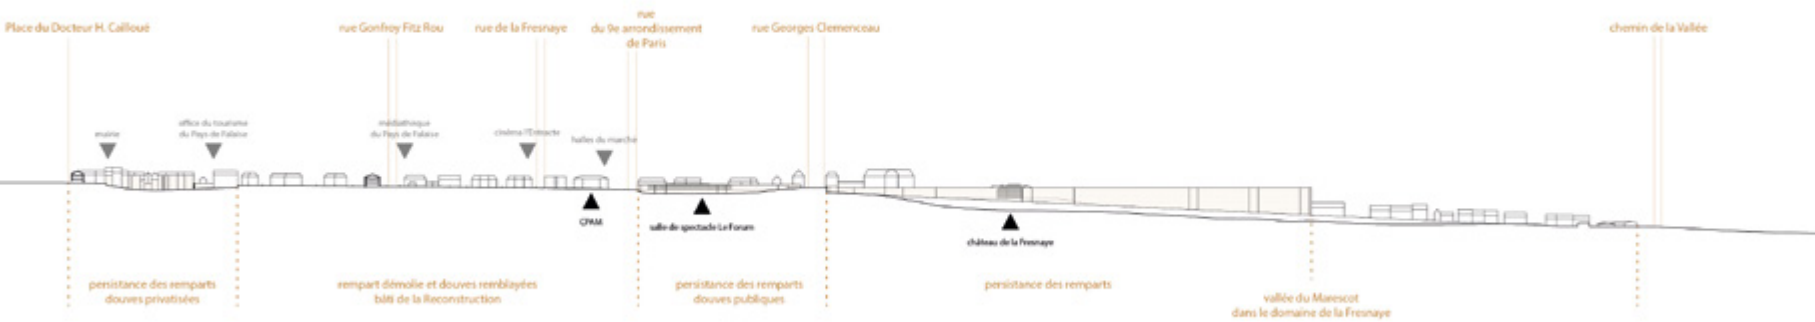 Place du Docteur H. Cailloué
rue Gonfroy Fitz Rou
rue de la Fresnaye
rue
du 9e arrondissement
de Paris
rue Georges Clemenceau
chemin de la Vallée
mairie
office du tourisme
du Pays de Falaise
médiathèque
du Pays de Falaise
cinéma l'Entracte
halles du marché
CPAM
salle de spectacle Le Forum
château de la Fresnaye
persistance des remparts
douves privatisées
rempart démolie et douves remblayées
bâti de la Reconstruction
persistance des remparts
douves publiques
persistance des remparts
vallée du Marescot
dans le domaine de la Fresnaye